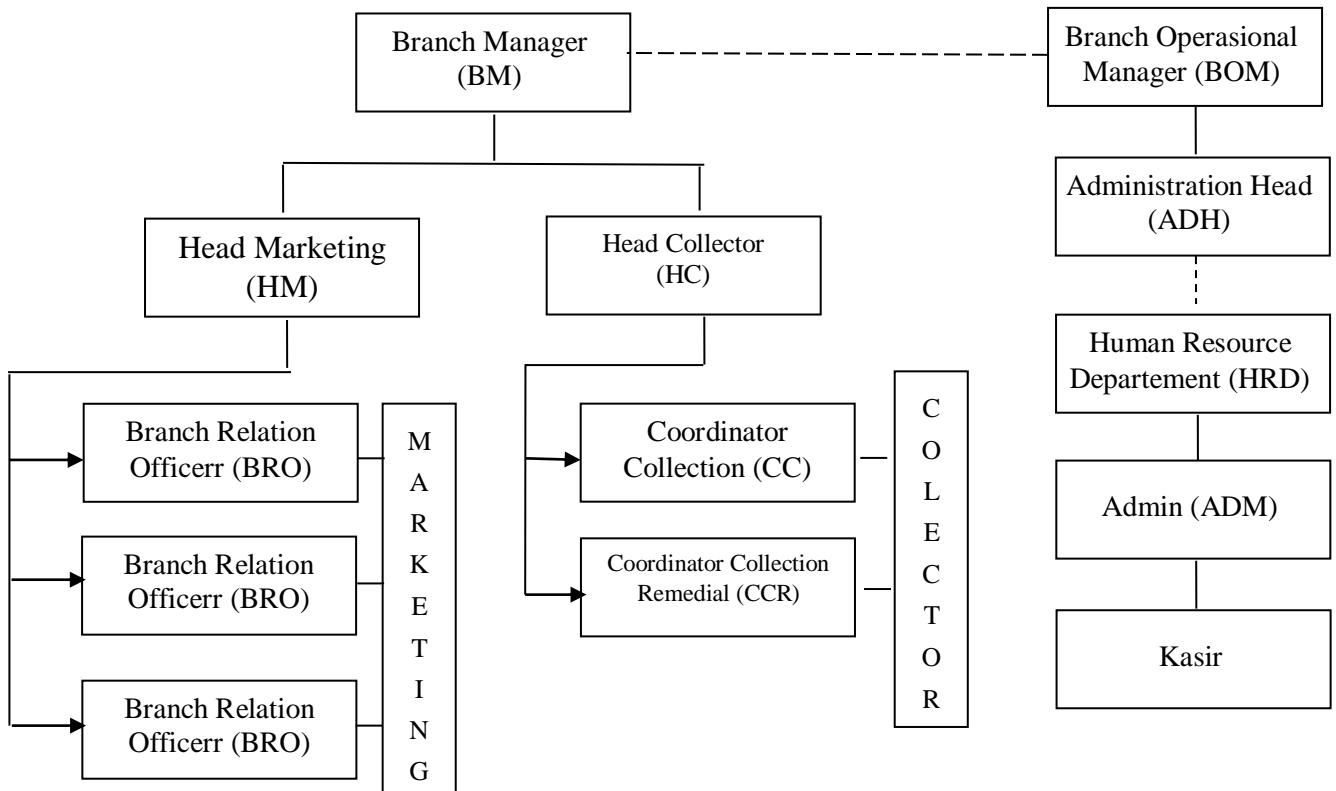 Branch Manager
(BM)
Branch Operasional
Manager (BOM)
Administration Head
(ADH)
Head Marketing
(HM)
Head Collector
(HC)
Human Resource
Departement (HRD)
Branch Relation
Officerr (BRO)
Branch Relation
Officerr (BRO)
Branch Relation
Officerr (BRO)
M
A
R
K
E
T
I
N
G
Coordinator
Collection (CC)
Coordinator Collection
Remedial (CCR)
C
O
L
E
C
T
O
R
Admin (ADM)
Kasir